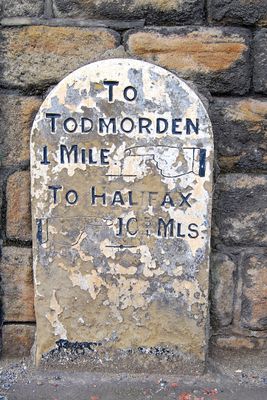 TO
TODMORDEN
1 MILE
TO HALIFAX
10 MLS